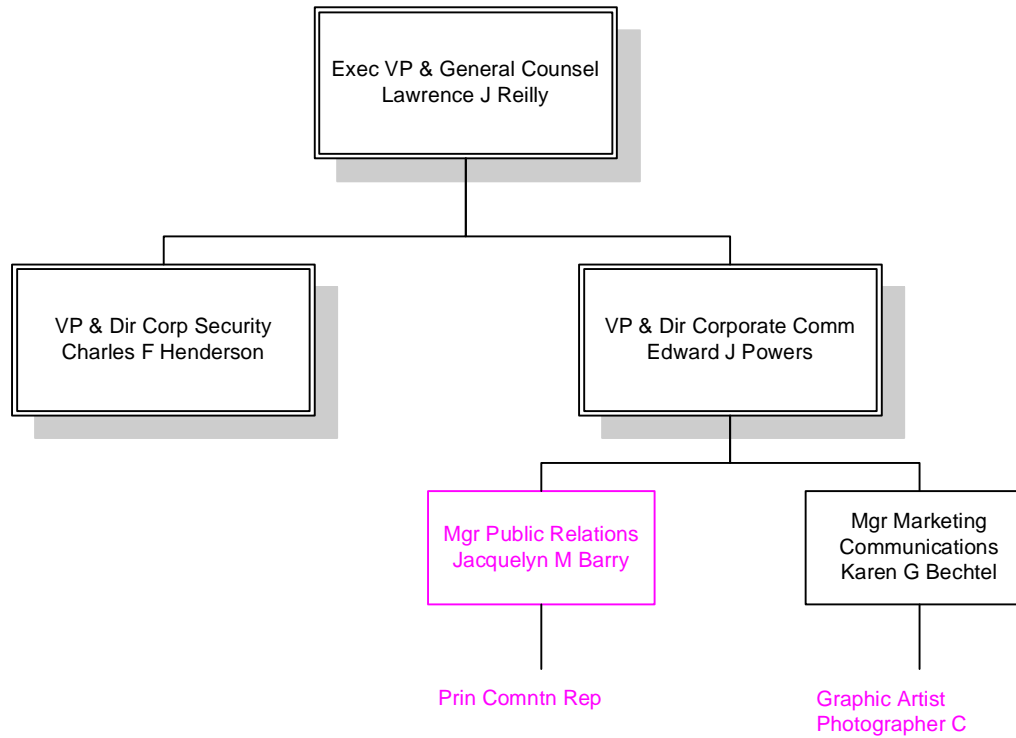 Exec VP & General Counsel
Lawrence J Reilly
VP & Dir Corp Security
Charles F Henderson
VP & Dir Corporate Comm
Edward J Powers
Mgr Public Relations
Jacquelyn M Barry
Mgr Marketing
Communications
Karen G Bechtel
Prin Comntn Rep
Graphic Artist
Photographer C